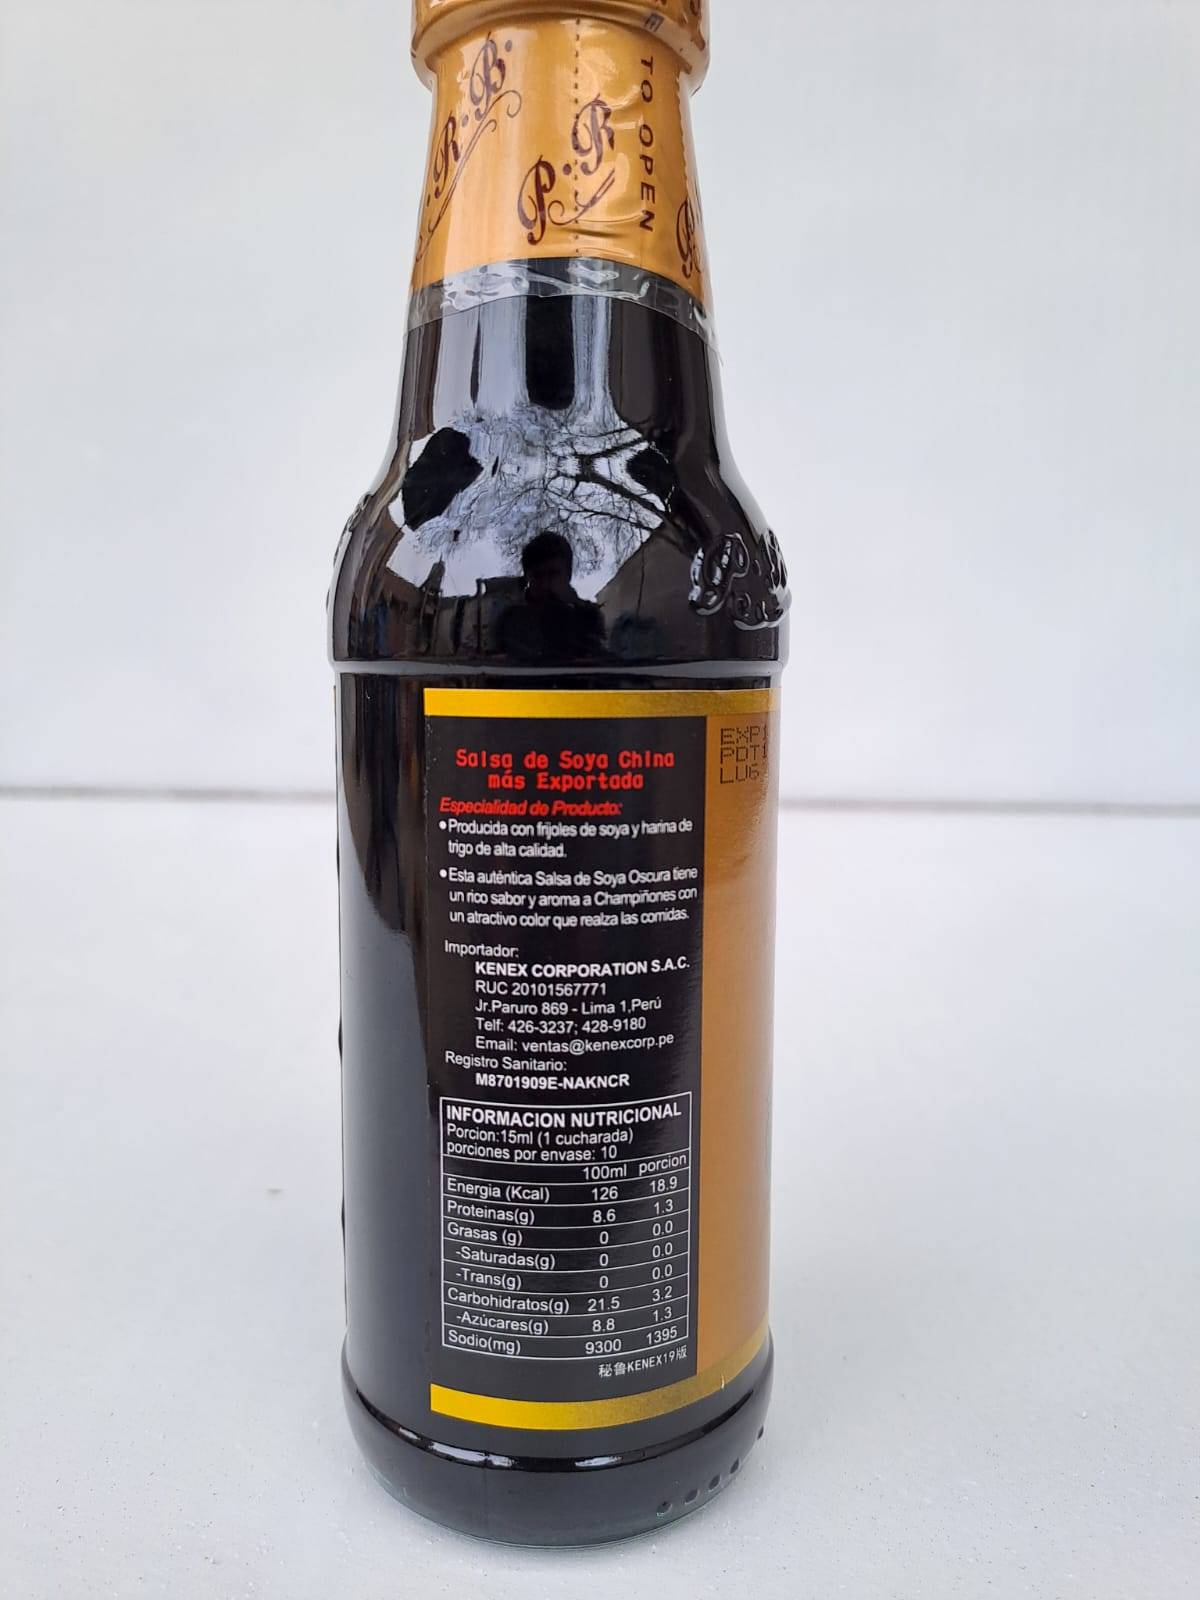 P.R.B.
TO OPEN
P.R
EXP1
PDT1
LU6
Salsa de Soya China
más Exportada
Especialidad de Producto:
•Producida con frijoles de soya y harina de
trigo de alta calidad.
•Esta auténtica Salsa de Soya Oscura tiene
un rico sabor y aroma a Champiñones con
un atractivo color que realza las comidas.
Importador:
KENEX CORPORATION S.A.C.
RUC 20101567771
Jr.Paruro 869 - Lima 1,Perú
Telf: 426-3237; 428-9180
Email: ventas@kenexcorp.pe
Registro Sanitario:
M8701909E-NAKNCR
INFORMACION NUTRICIONAL
Porcion:15ml (1 cucharada)
porciones por envase: 10
100ml porcion
Energia (Kcal) 126 18.9
Proteinas(g) 8.6 1.3
Grasas (g) 0 0.0
-Saturadas(g) 0 0.0
-Trans(g) 0 0.0
Carbohidratos(g) 21.5 3.2
-Azúcares(g) 8.8 1.3
Sodio(mg) 9300 1395
秘魯KENEX19版